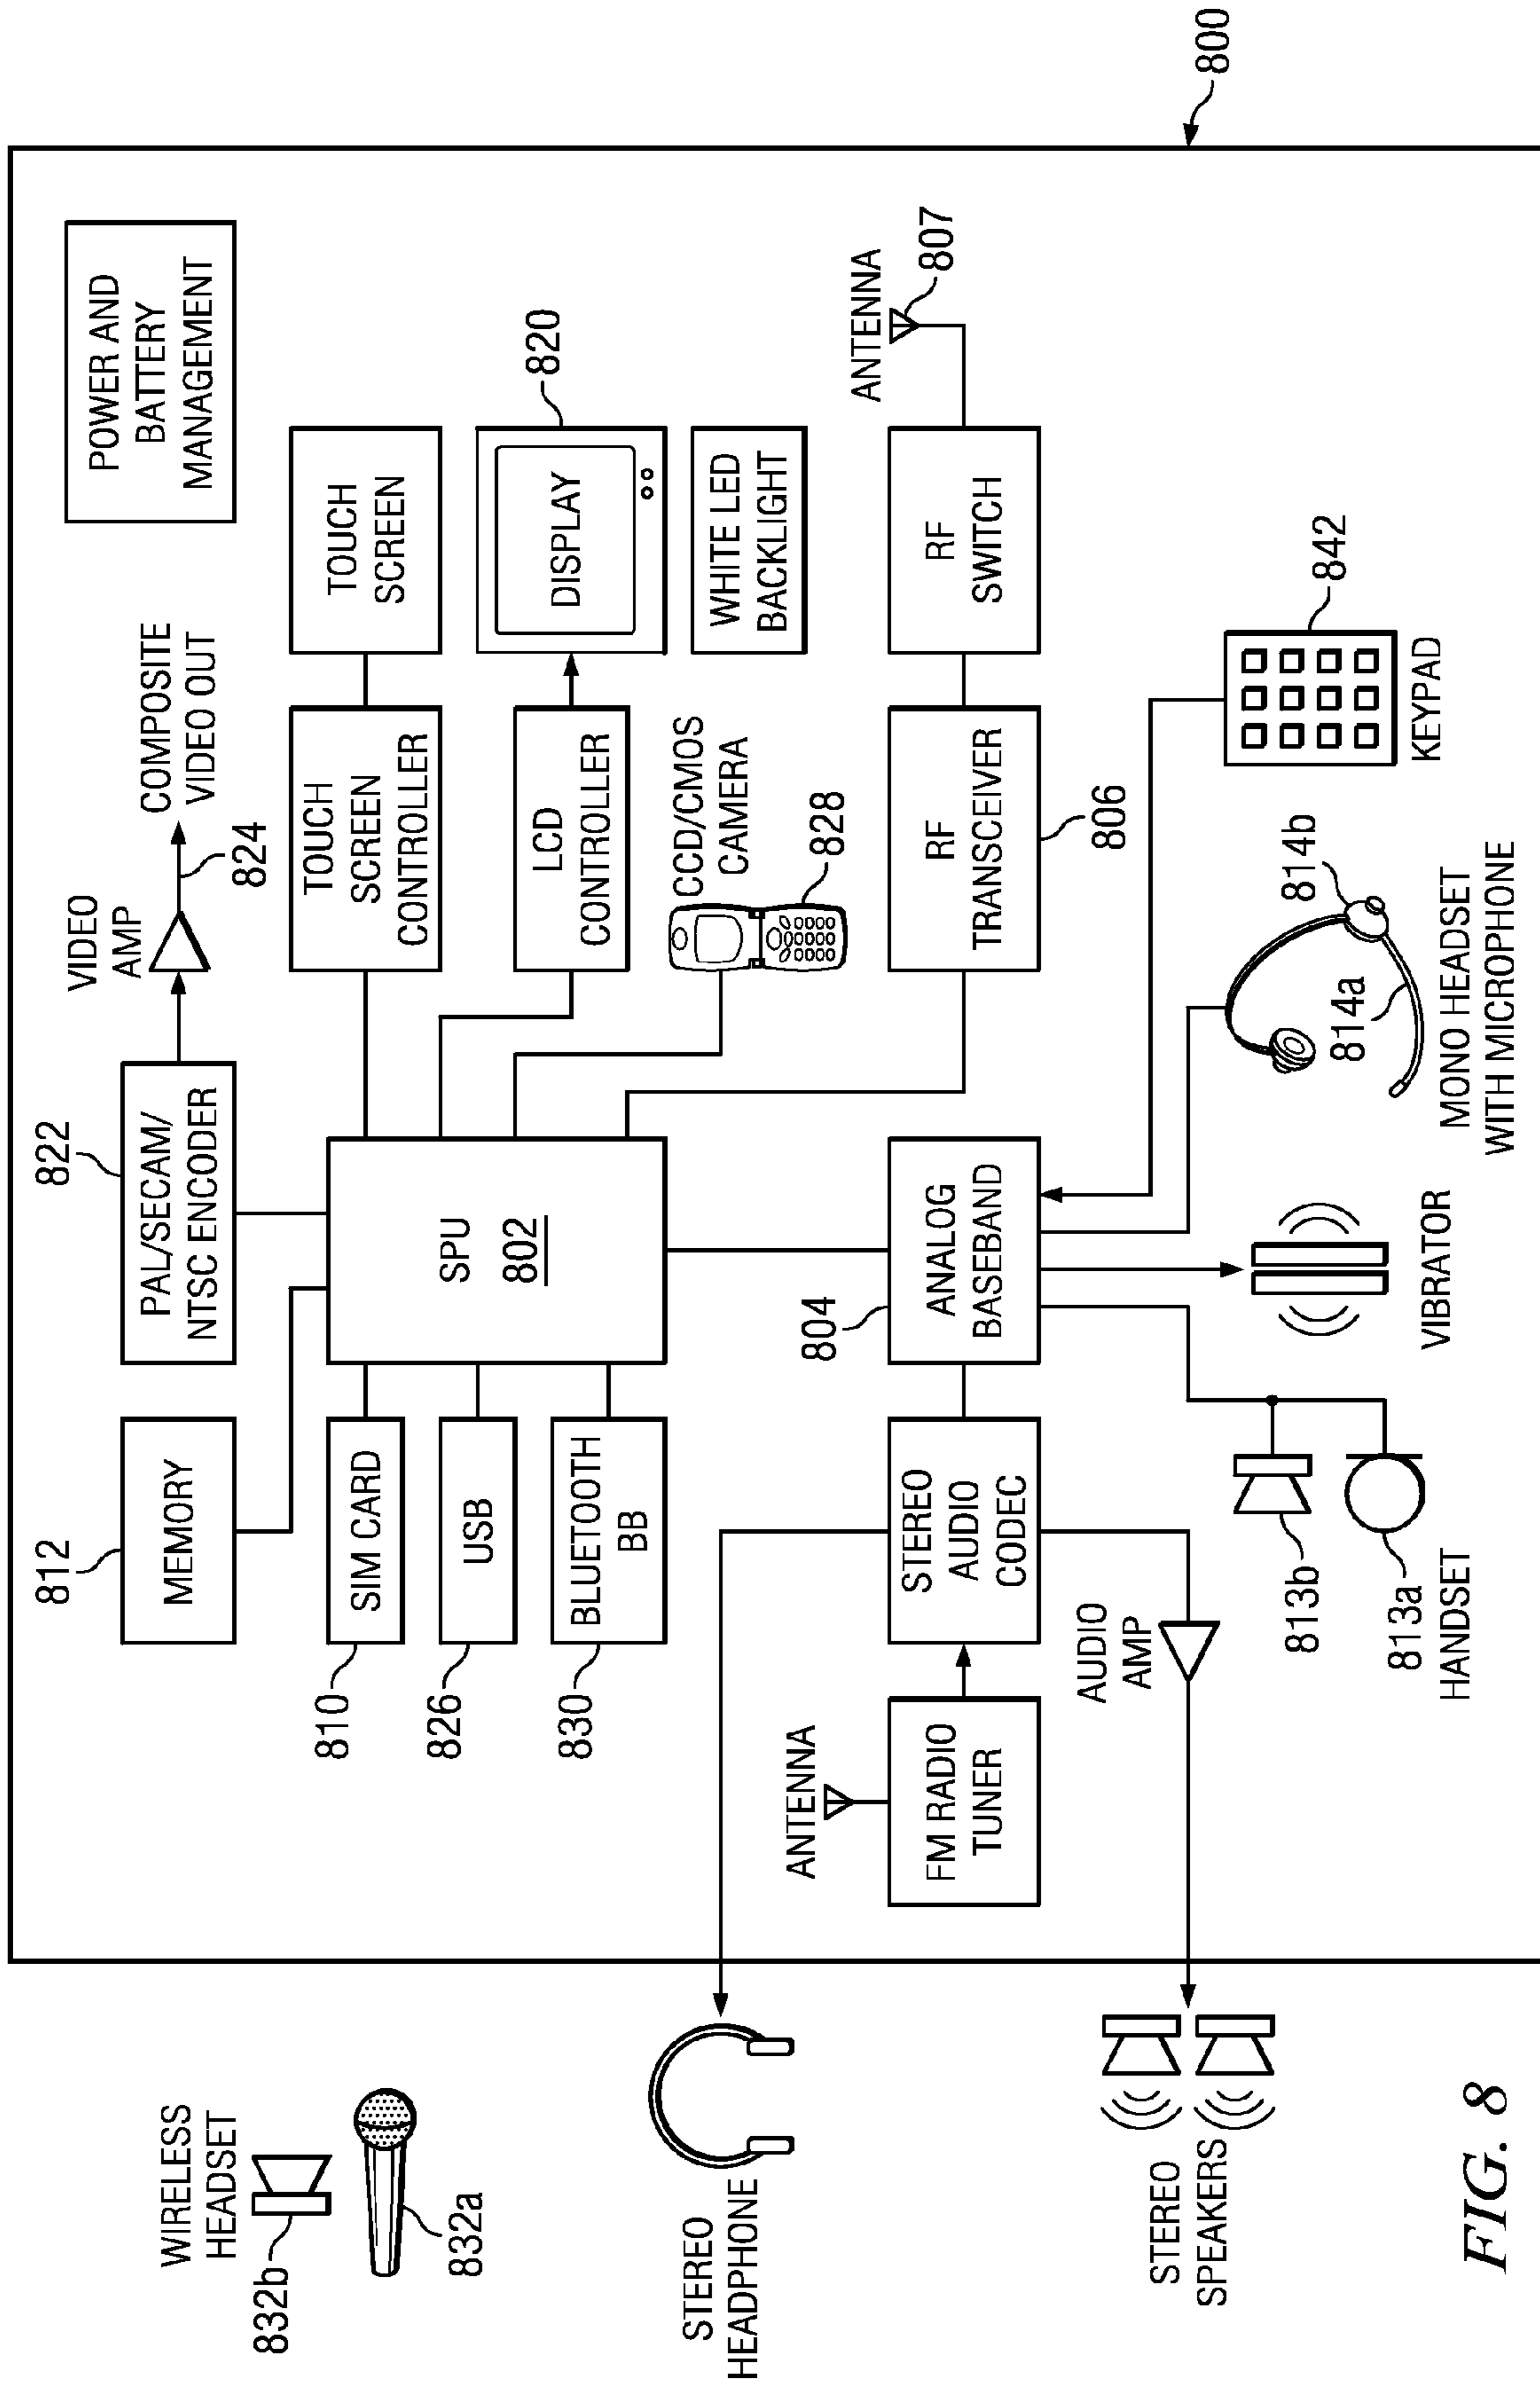 800
POWER AND
BATTERY
MANAGEMENT
COMPOSITE
VIDEO OUT
VIDEO
AMP
824
822
PAL/SECAM/
NTSC ENCODER
812
MEMORY
TOUCH
SCREEN
TOUCH
SCREEN
CONTROLLER
SPU
802
SIM CARD
810
USB
826
BLUETOOTH
BB
830
820
DISPLAY
LCD
CONTROLLER
WHITE LED
BACKLIGHT
CCD/CMOS
CAMERA
828
ANTENNA
807
RF
SWITCH
RF
TRANSCEIVER
806
804
ANALOG
BASEBAND
STEREO
AUDIO
CODEC
ANTENNA
FM RADIO
TUNER
AUDIO
AMP
842
KEYPAD
814b
814a
MONO HEADSET
WITH MICROPHONE
VIBRATOR
813b
813a
HANDSET
WIRELESS
HEADSET
832b
832a
STEREO
HEADPHONE
STEREO
SPEAKERS
FIG. 8